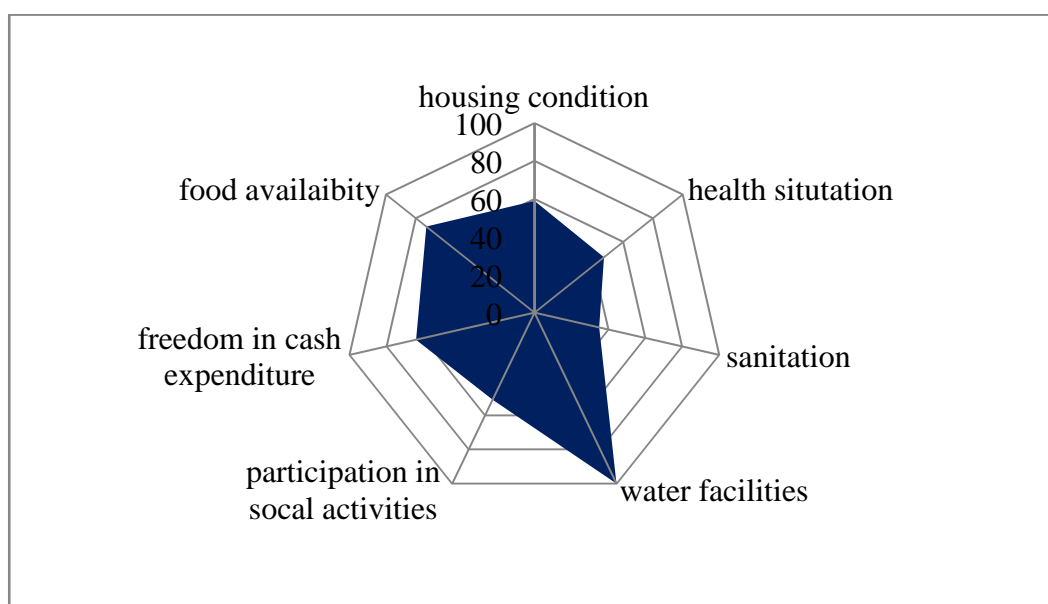 housing condition
100
80
60
40
20
0
health situtation
sanitation
water facilities
participation in
socal activities
freedom in cash
expenditure
food availaibity